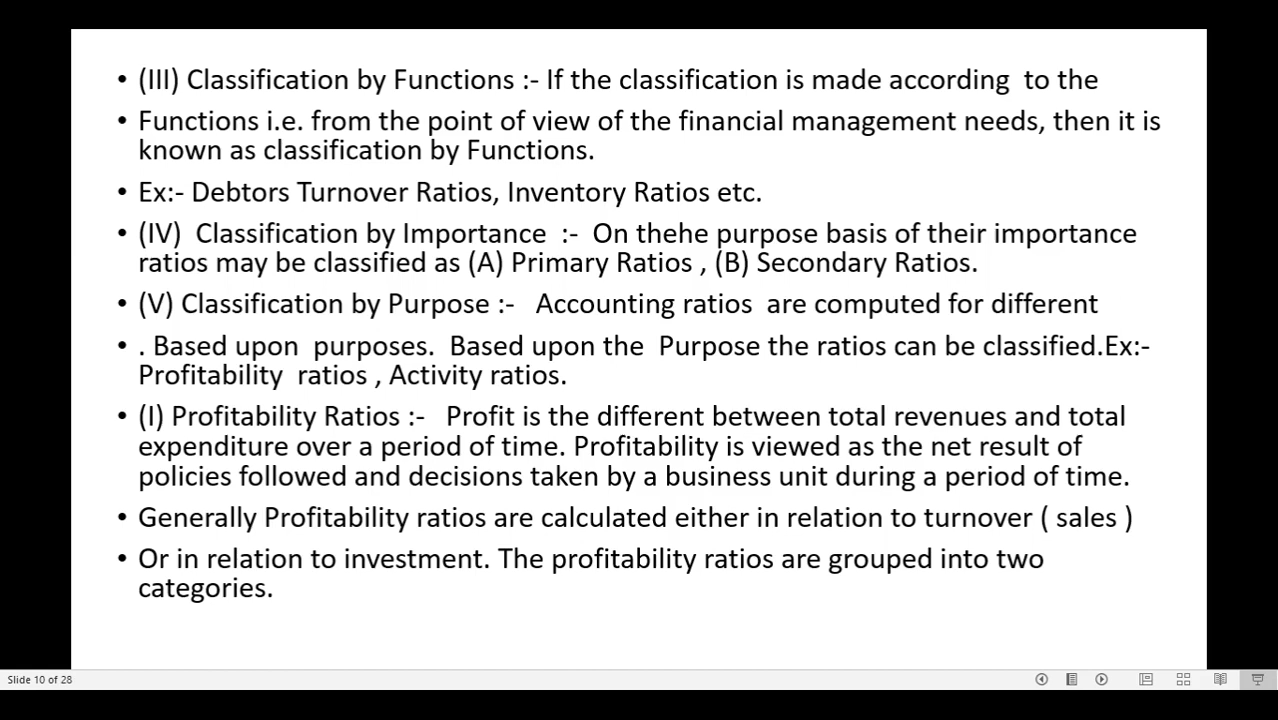 • (III) Classification by Functions :- If the classification is made according  to the
• Functions i.e. from the point of view of the financial management needs, then it is
known as classification by Functions.
• Ex:- Debtors Turnover Ratios, Inventory Ratios etc.
• (IV)  Classification by Importance  :-  On thehe purpose basis of their importance
ratios may be classified as (A) Primary Ratios , (B) Secondary Ratios.
• (V) Classification by Purpose :-   Accounting ratios  are computed for different
• . Based upon  purposes.  Based upon the  Purpose the ratios can be classified.Ex:-
Profitability  ratios , Activity ratios.
• (I) Profitability Ratios :-   Profit is the different between total revenues and total
expenditure over a period of time. Profitability is viewed as the net result of
policies followed and decisions taken by a business unit during a period of time.
• Generally Profitability ratios are calculated either in relation to turnover ( sales )
• Or in relation to investment. The profitability ratios are grouped into two
categories.
Slide 10 of 28